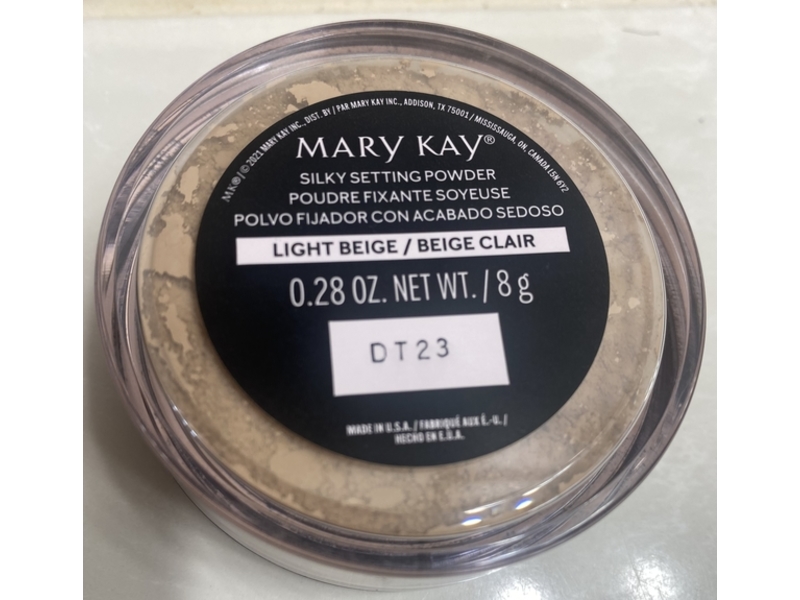 MK®/© 2021 MARY KAY INC., DIST. BY / PAR MARY KAY INC., ADDISON, TX 75001 / MISSISSAUGA, ON, CANADA L5N 6Y2
MARY KAY®
SILKY SETTING POWDER
POUDRE FIXANTE SOYEUSE
POLVO FIJADOR CON ACABADO SEDOSO
LIGHT BEIGE / BEIGE CLAIR
0.28 OZ. NET WT. / 8 g
DT23
MADE IN U.S.A. / FABRIQUÉ AUX É.-U. /
HECHO EN E.U.A.